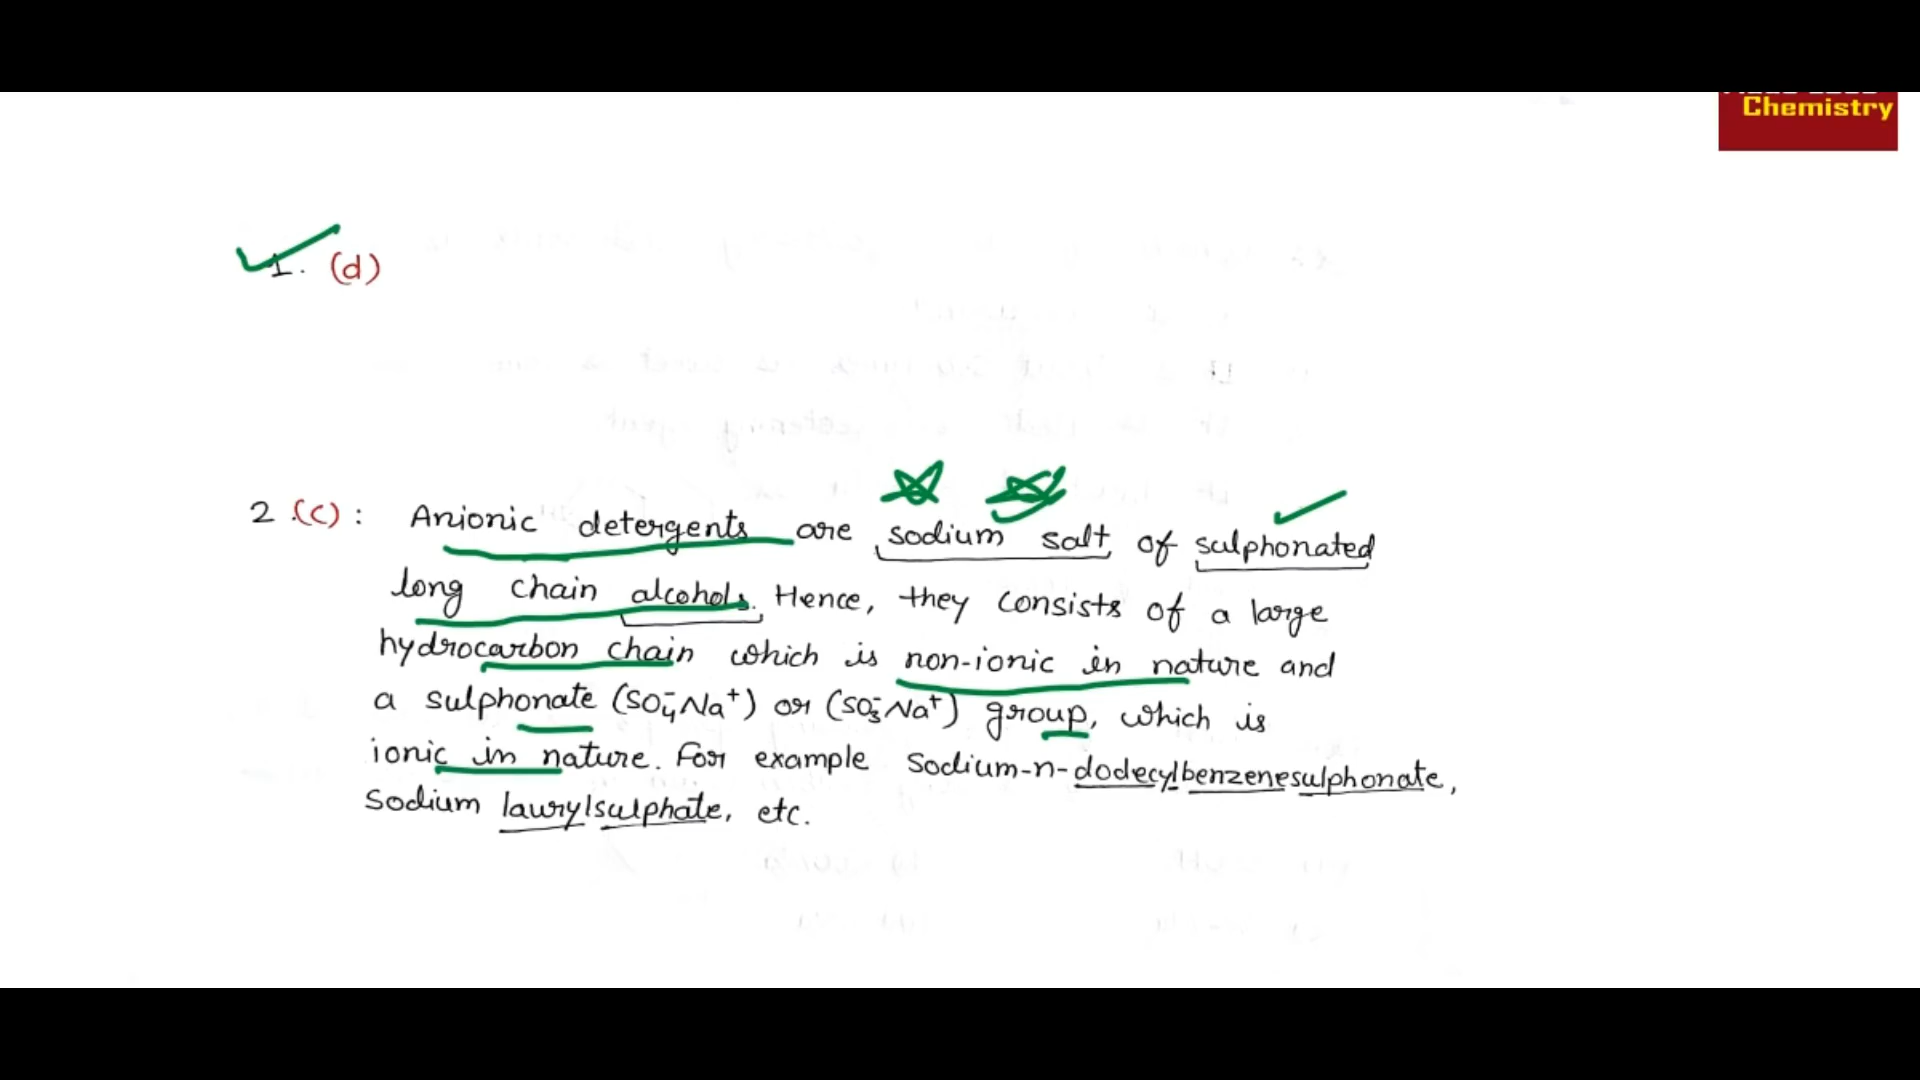 Chemistry
1. (d)
2.(c): Anionic detergents are sodium salt of sulphonated
long chain alcohols. Hence, they consists of a large
hydrocarbon chain which is non-ionic in nature and
a sulphonate (SO₄⁻Na⁺) or (SO₃⁻Na⁺) group, which is
ionic in nature. For example Sodium-n-dodecylbenzenesulphonate,
Sodium laurylsulphate, etc.